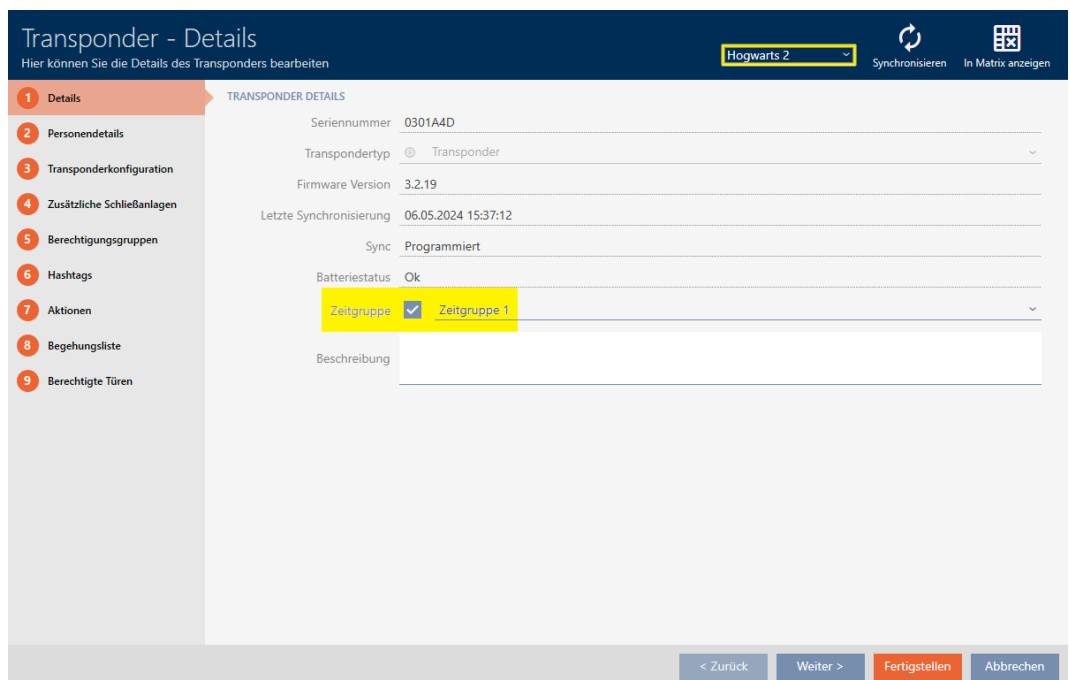 Transponder - Details
Hier können Sie die Details des Transponders bearbeiten
Hogwarts 2
Synchronisieren
In Matrix anzeigen
1 Details
2 Personendetails
3 Transponderkonfiguration
4 Zusätzliche Schließanlagen
5 Berechtigungsgruppen
6 Hashtags
7 Aktionen
8 Begehungsliste
9 Berechtigte Türen
TRANSPONDER DETAILS
Seriennummer 0301A4D
Transpondertyp Transponder
Firmware Version 3.2.19
Letzte Synchronisierung 06.05.2024 15:37:12
Sync Programmiert
Batteriestatus Ok
Zeitgruppe Zeitgruppe 1
Beschreibung
< Zurück Weiter > Fertigstellen Abbrechen